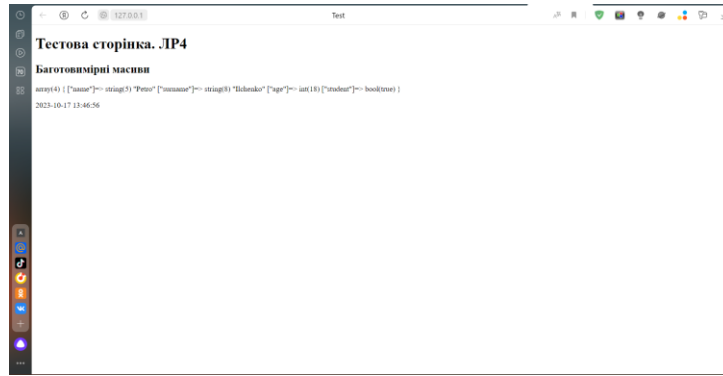 127.0.0.1
Test
Тестова сторінка. ЛР4
Баготовимірні масиви
array(4) { ["name"]=> string(5) "Petro" ["surname"]=> string(8) "Ilchenko" ["age"]=> int(18) ["student"]=> bool(true) }
2023-10-17 13:46:56